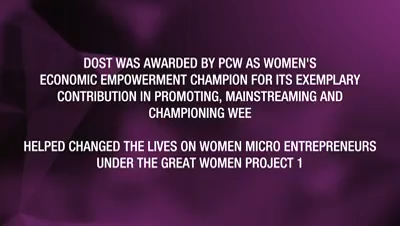 DOST WAS AWARDED BY PCW AS WOMEN'S
ECONOMIC EMPOWERMENT CHAMPION FOR ITS EXEMPLARY
CONTRIBUTION IN PROMOTING, MAINSTREAMING AND
CHAMPIONING WEE
HELPED CHANGED THE LIVES ON WOMEN MICRO ENTREPRENEURS
UNDER THE GREAT WOMEN PROJECT 1